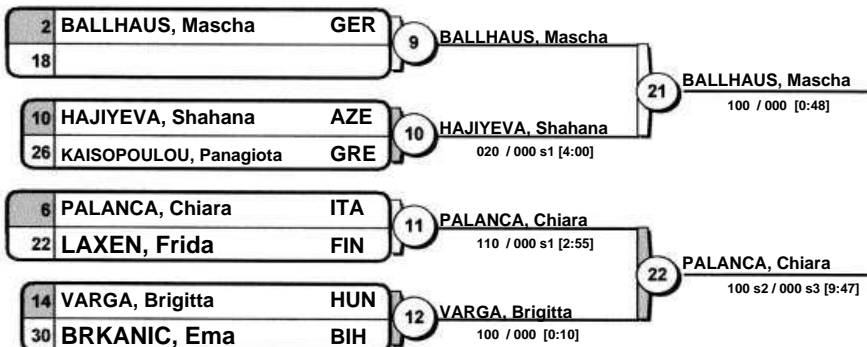 2 BALLHAUS, Mascha GER
18
9 BALLHAUS, Mascha
10 HAJIYEVA, Shahana AZE
26 KAISOPOULOU, Panagiota GRE
10 HAJIYEVA, Shahana
020 / 000 s1 [4:00]
21 BALLHAUS, Mascha
100 / 000 [0:48]
6 PALANCA, Chiara ITA
22 LAXEN, Frida FIN
11 PALANCA, Chiara
110 / 000 s1 [2:55]
14 VARGA, Brigitta HUN
30 BRKANIC, Ema BIH
12 VARGA, Brigitta
100 / 000 [0:10]
22 PALANCA, Chiara
100 s2 / 000 s3 [9:47]